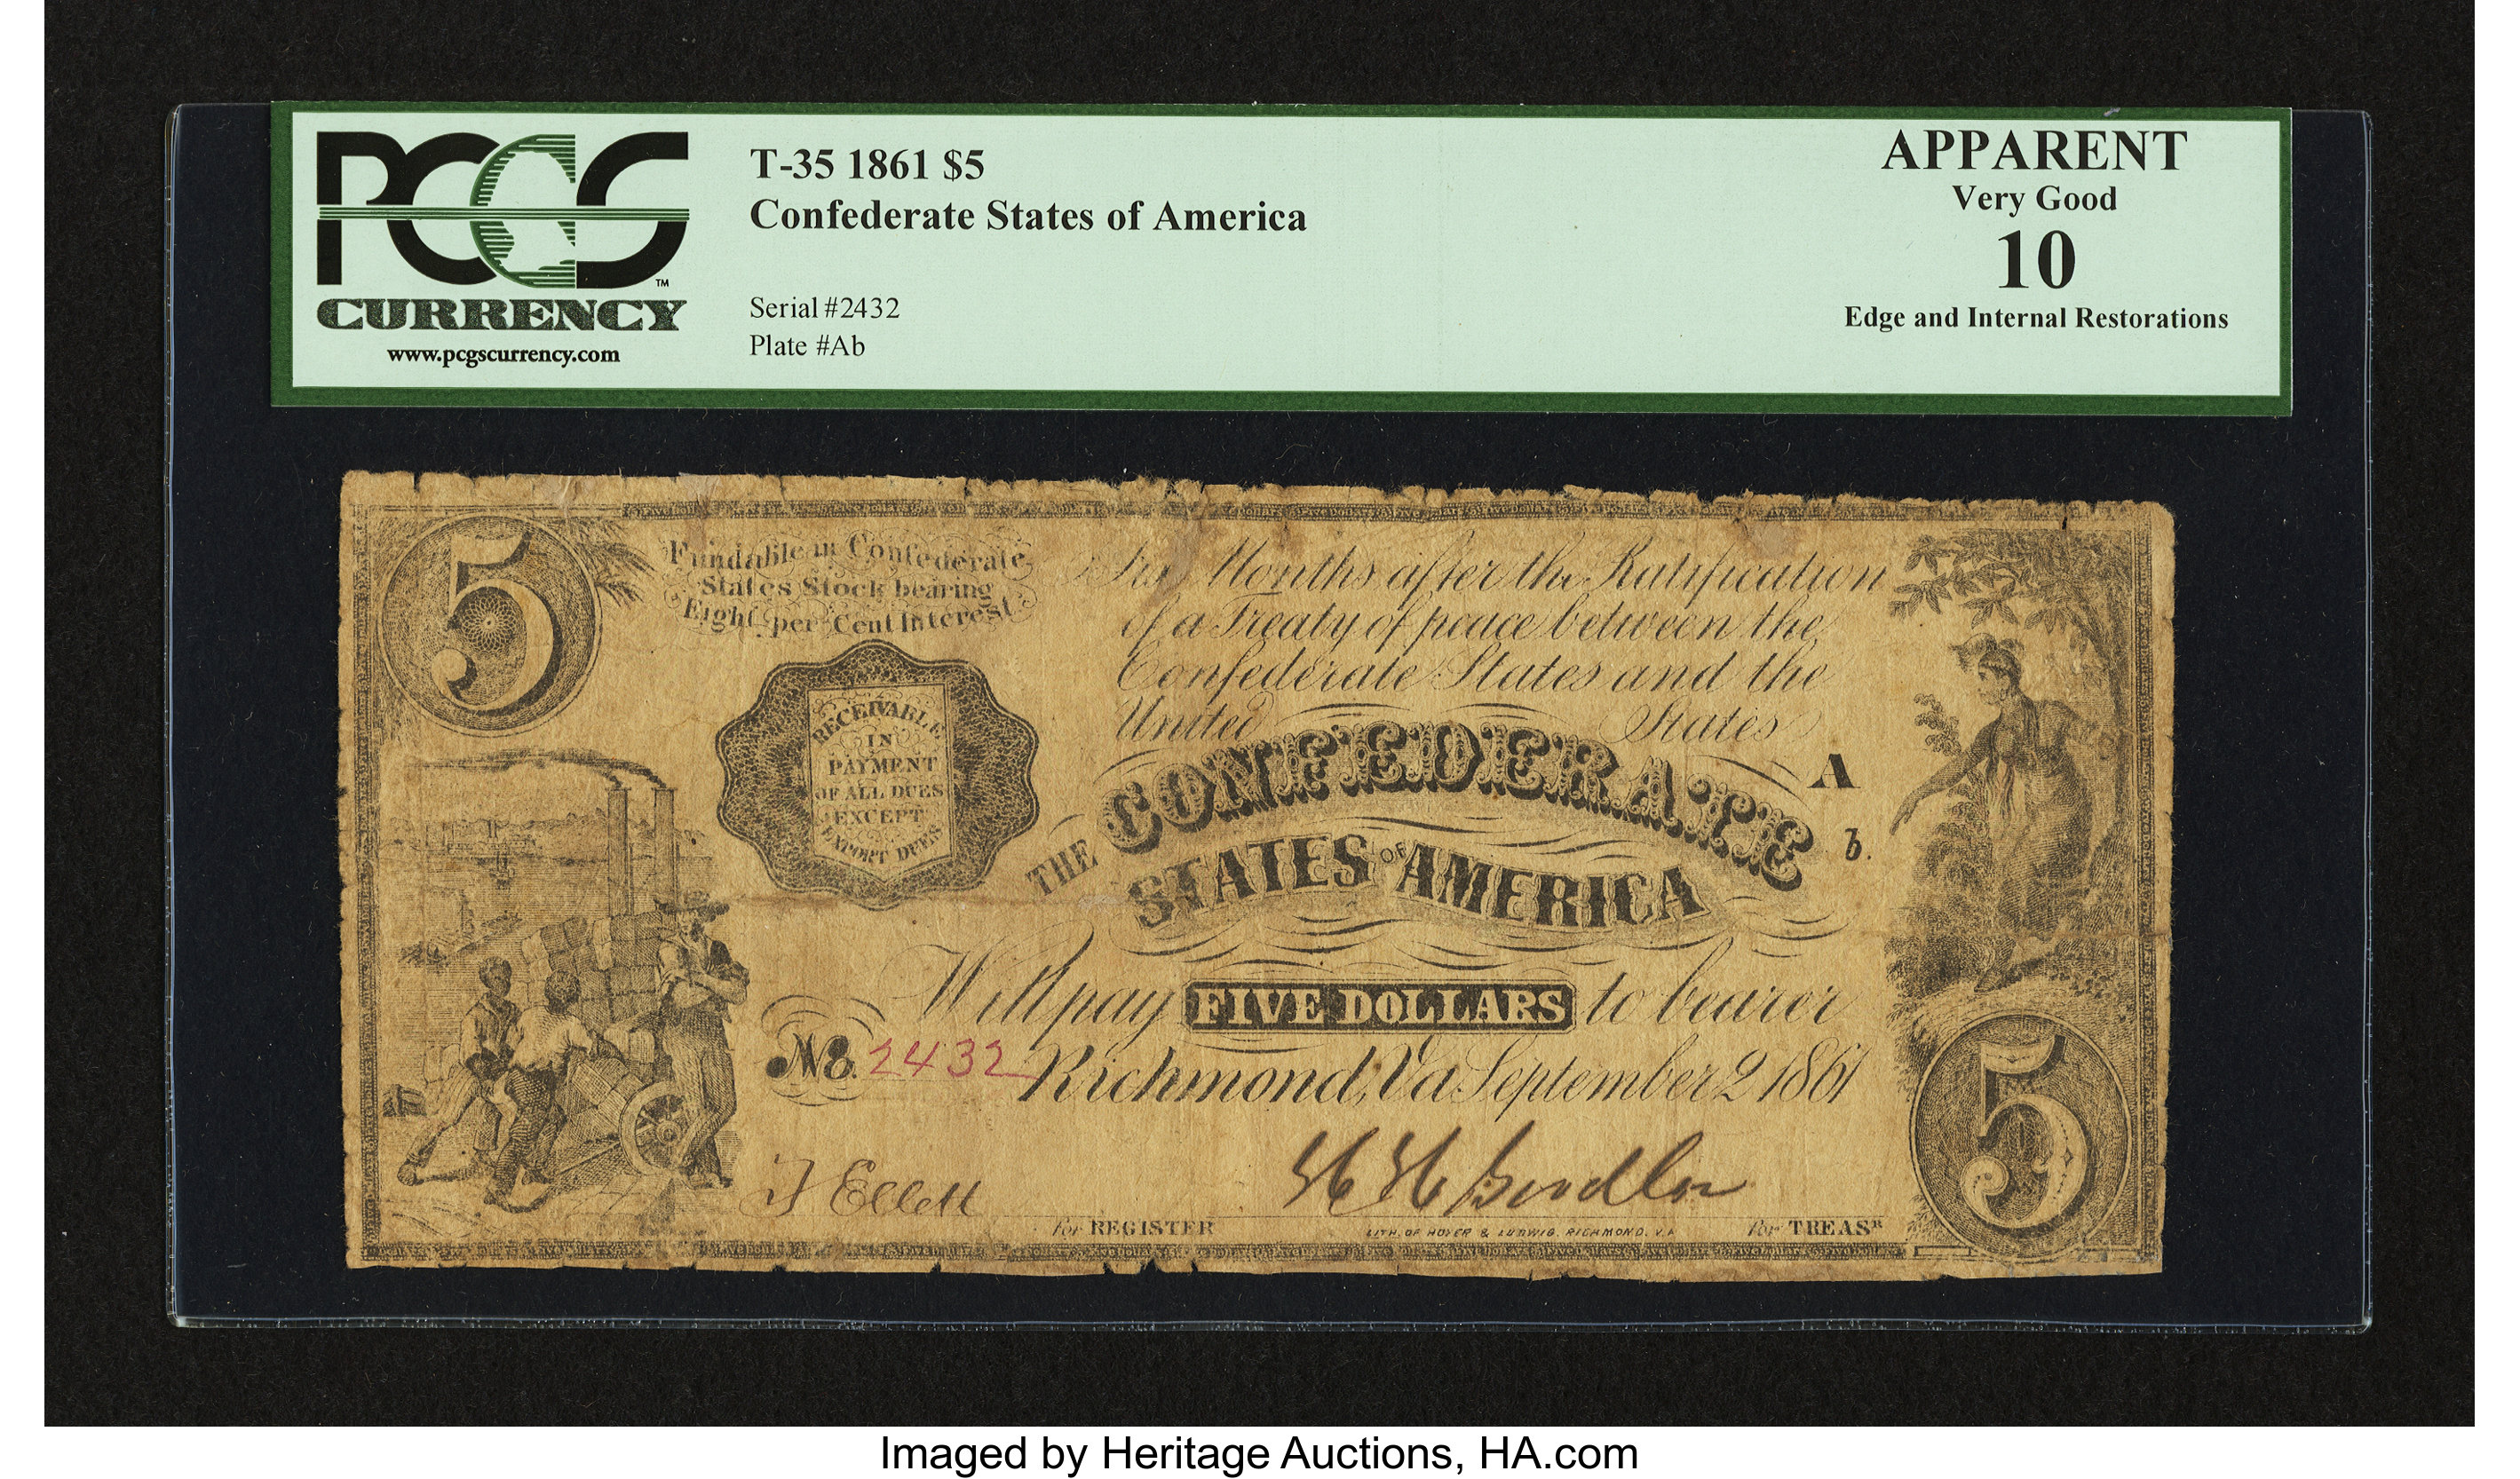 PCGS
CURRENCY
www.pcgscurrency.com
T-35 1861 $5
Confederate States of America
Serial #2432
Plate #Ab
APPARENT
Very Good
10
Edge and Internal Restorations
5
Fundable in Confederate
States Stock bearing
Eight per Cent Interest
RECEIVABLE
IN
PAYMENT
OF ALL DUES
EXCEPT
EXPORT DUES
Six Months after the Ratification
of a Treaty of peace between the
Confederate States and the
United States
THE CONFEDERATE
STATES OF AMERICA
A
b.
Will pay FIVE DOLLARS to bearer
No. 2432 Richmond, Va September 2 1861
5
J Ellett
For REGISTER
LITH. OF HOYER & LUDWIG. RICHMOND. VA
For TREASR
Imaged by Heritage Auctions, HA.com